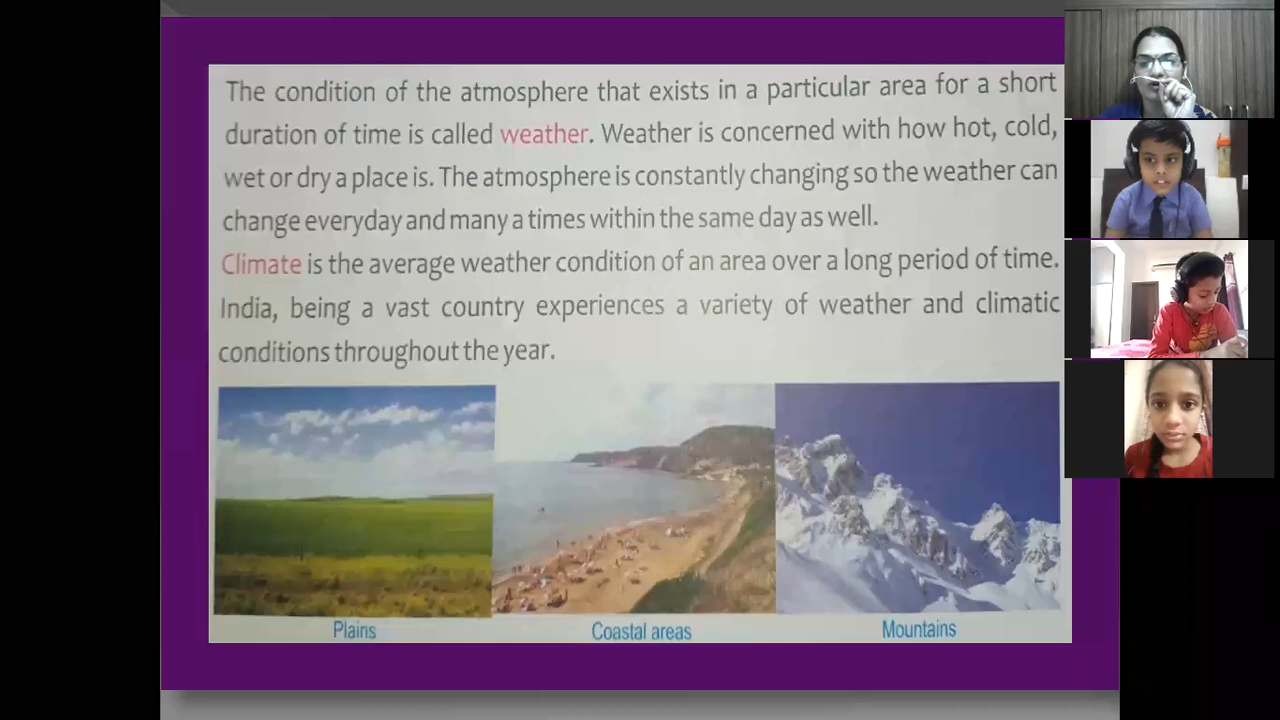 The condition of the atmosphere that exists in a particular area for a short
duration of time is called weather. Weather is concerned with how hot, cold,
wet or dry a place is. The atmosphere is constantly changing so the weather can
change everyday and many a times within the same day as well.
Climate is the average weather condition of an area over a long period of time.
India, being a vast country experiences a variety of weather and climatic
conditions throughout the year.
Plains
Coastal areas
Mountains